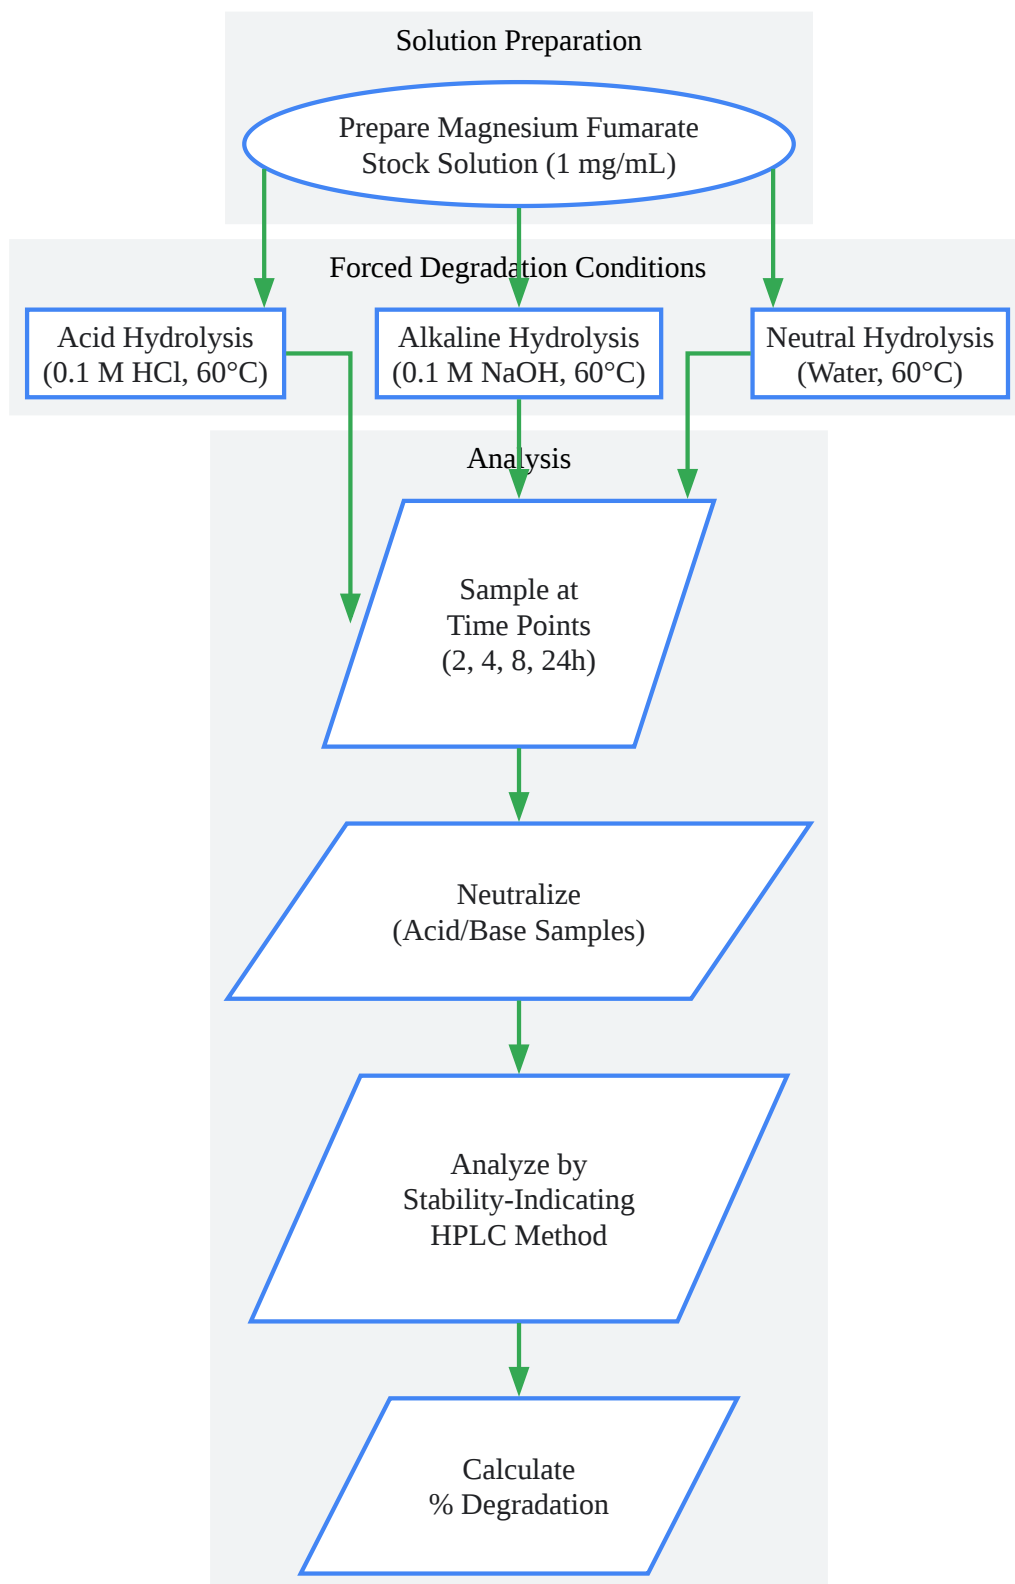 Solution Preparation
Prepare Magnesium Fumarate
Stock Solution (1 mg/mL)
Forced Degradation Conditions
Acid Hydrolysis
(0.1 M HCl, 60°C)
Alkaline Hydrolysis
(0.1 M NaOH, 60°C)
Neutral Hydrolysis
(Water, 60°C)
Analysis
Sample at
Time Points
(2, 4, 8, 24h)
Neutralize
(Acid/Base Samples)
Analyze by
Stability-Indicating
HPLC Method
Calculate
% Degradation